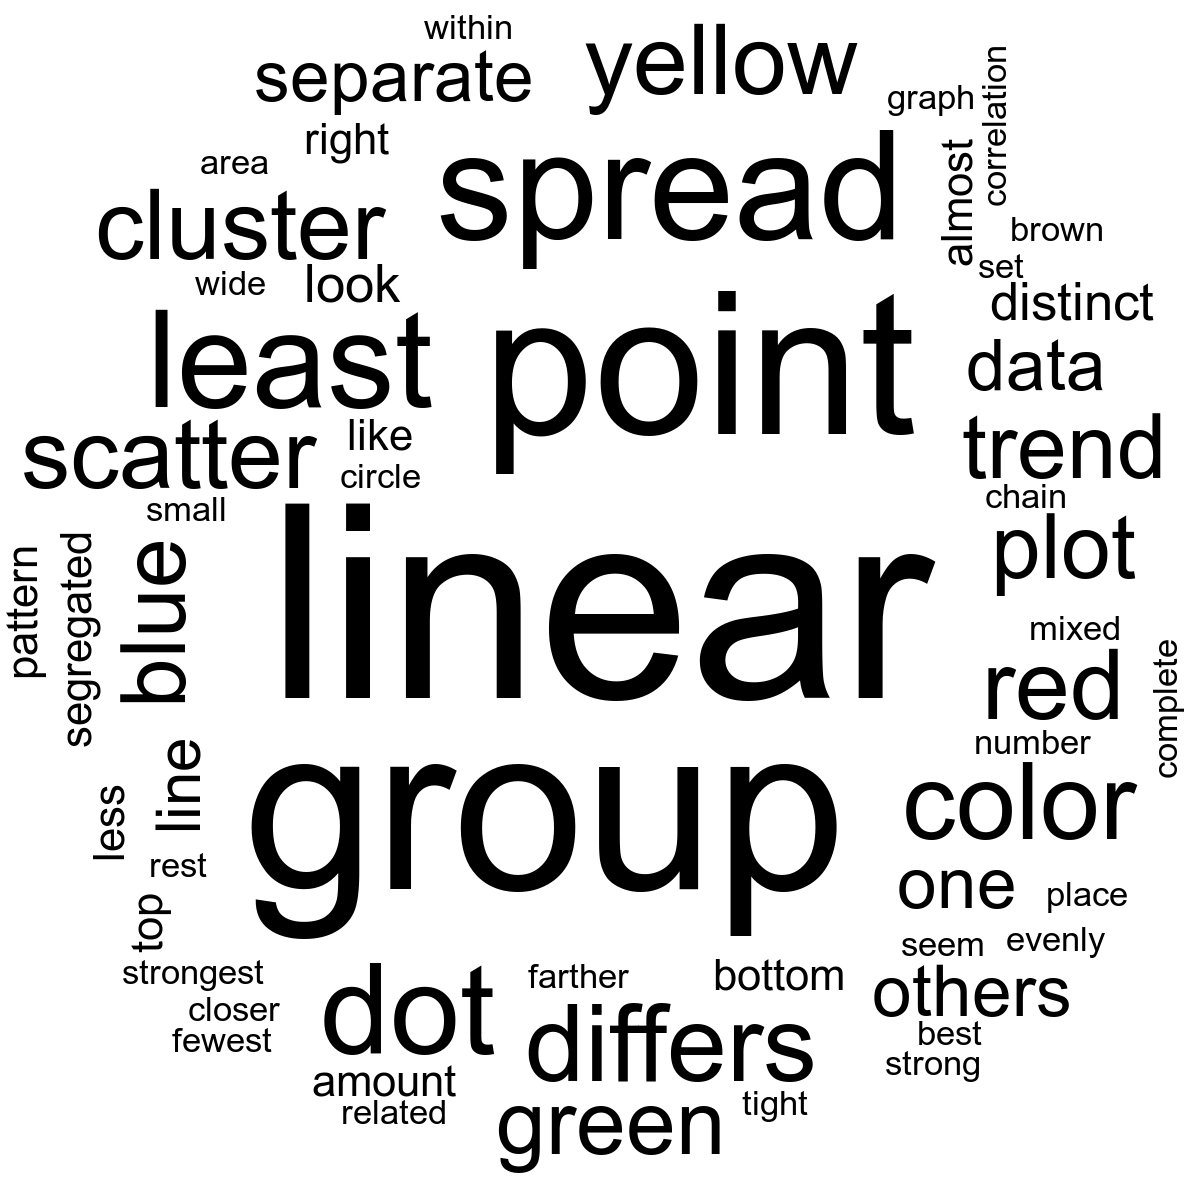 within
separate
yellow
graph
correlation
right
spread
almost
area
cluster
brown
wide
look
set
distinct
least
point
data
scatter
like
trend
circle
chain
small
linear
plot
pattern
segregated
blue
mixed
red
complete
number
line
group
color
less
rest
one
place
top
seem
evenly
strongest
dot
farther
bottom
others
closer
differs
best
fewest
strong
amount
related
green
tight